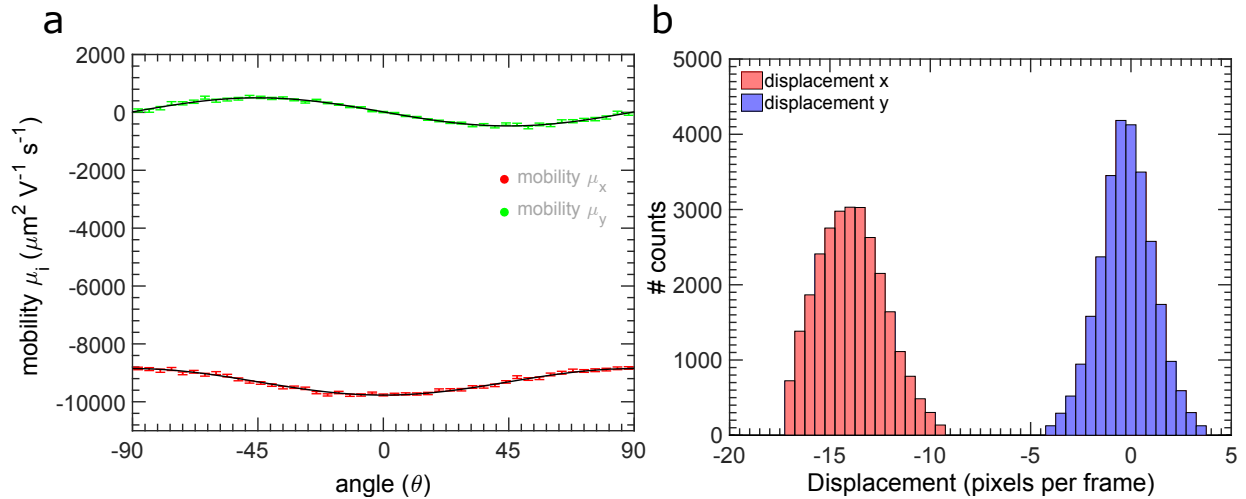 a
2000
0
-2000
-4000
-6000
-8000
-10000
mobility μi (μm² V⁻¹ s⁻¹)
mobility μx
mobility μy
-90
-45
0
45
90
angle (θ)
b
5000
4000
3000
2000
1000
0
# counts
displacement x
displacement y
-20
-15
-10
-5
0
5
Displacement (pixels per frame)